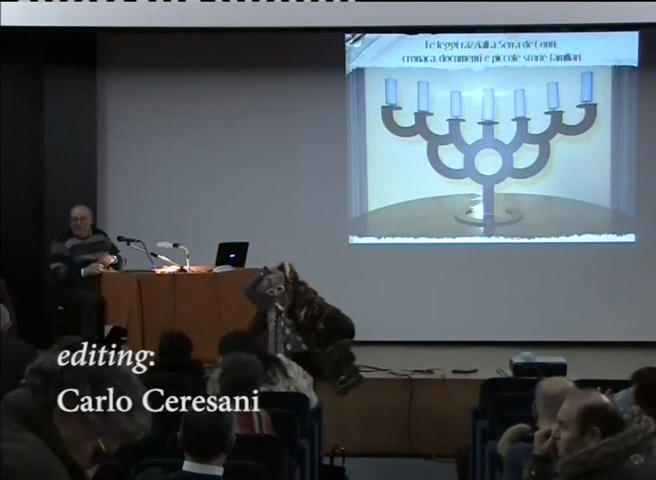 Le leggi razziali a Serra de' Conti:
cronaca, documenti e piccole storie familiari
editing:
Carlo Ceresani